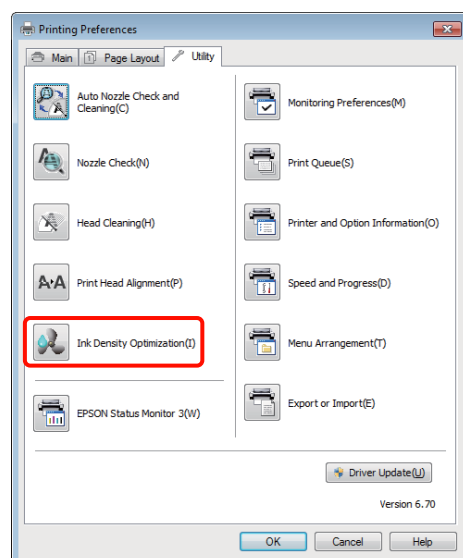 Printing Preferences
Main
Page Layout
Utility
Auto Nozzle Check and
Cleaning(C)
Nozzle Check(N)
Head Cleaning(H)
Print Head Alignment(P)
Ink Density Optimization(I)
EPSON Status Monitor 3(W)
Monitoring Preferences(M)
Print Queue(S)
Printer and Option Information(O)
Speed and Progress(D)
Menu Arrangement(T)
Export or Import(E)
Driver Update(U)
Version 6.70
OK
Cancel
Help